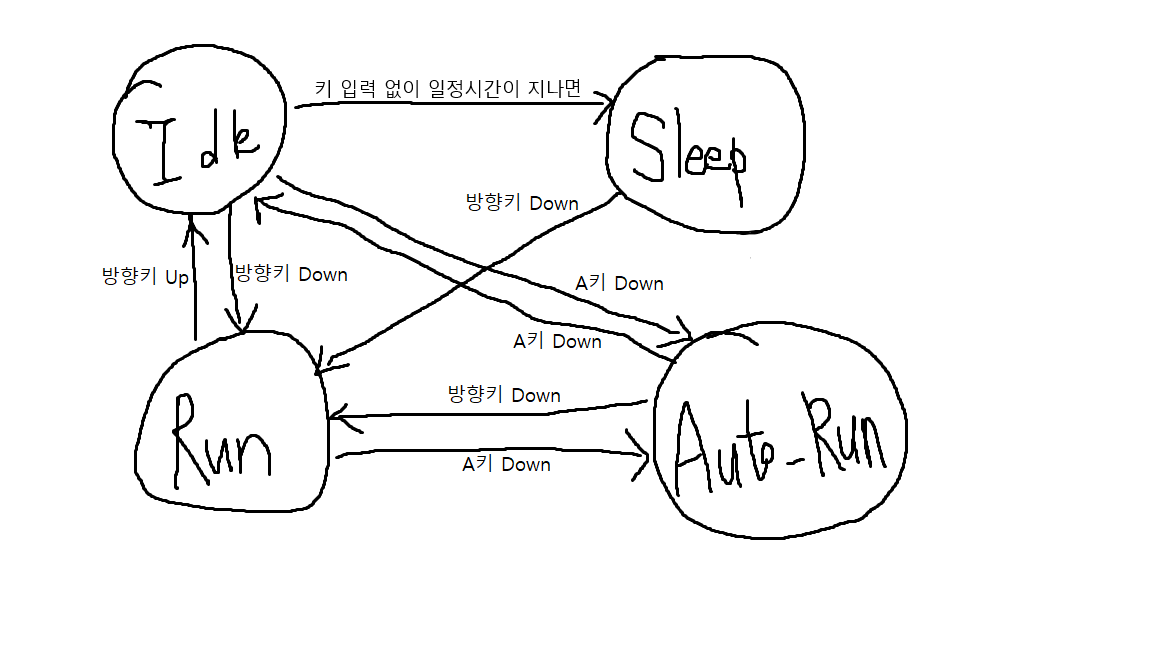 키 입력 없이 일정시간이 지나면
Idle
Sleep
방향키 Down
방향키 Up
방향키 Down
A키 Down
A키 Down
방향키 Down
Run
Auto-Run
A키 Down